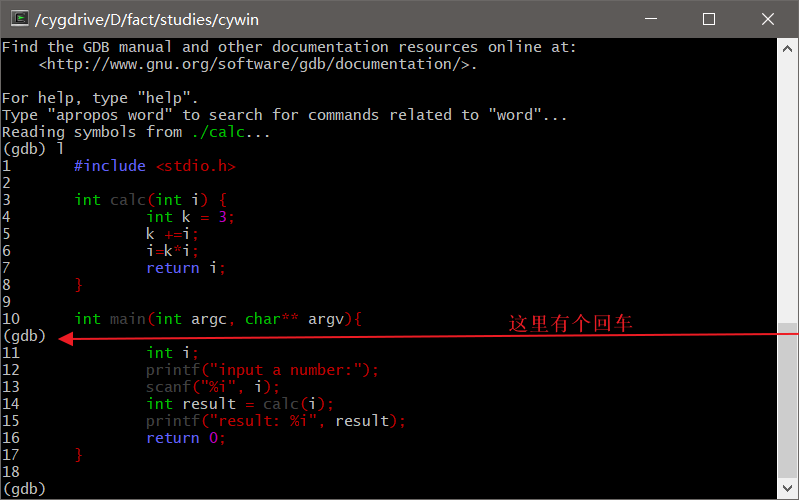 /cygdrive/D/fact/studies/cywin
Find the GDB manual and other documentation resources online at:
    <http://www.gnu.org/software/gdb/documentation/>.
For help, type "help".
Type "apropos word" to search for commands related to "word"...
Reading symbols from ./calc...
(gdb) l
1       #include <stdio.h>
2
3       int calc(int i) {
4               int k = 3;
5               k +=i;
6               i=k*i;
7               return i;
8       }
9
10      int main(int argc, char** argv){
(gdb) 这里有个回车
11              int i;
12              printf("input a number:");
13              scanf("%i", i);
14              int result = calc(i);
15              printf("result: %i", result);
16              return 0;
17      }
18
(gdb)